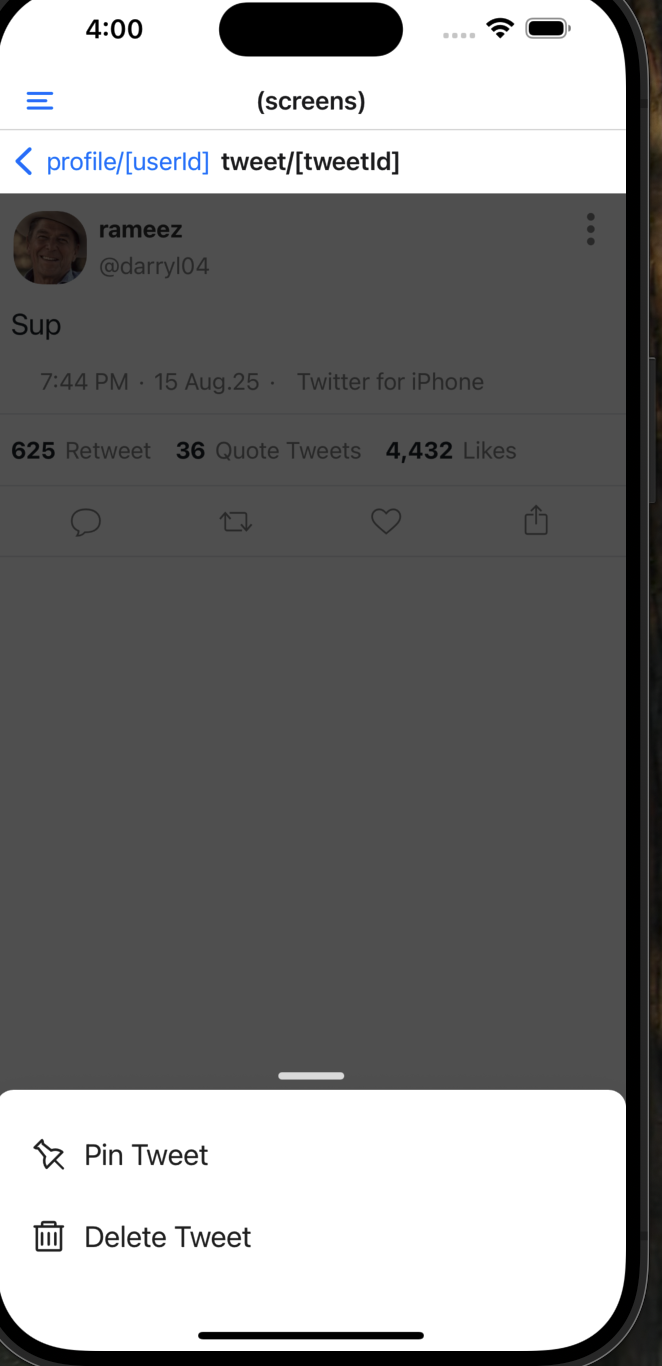 4:00
(screens)
profile/[userId] tweet/[tweetId]
rameez
@darryl04
Sup
7:44 PM · 15 Aug.25 · Twitter for iPhone
625 Retweet 36 Quote Tweets 4,432 Likes
Pin Tweet
Delete Tweet